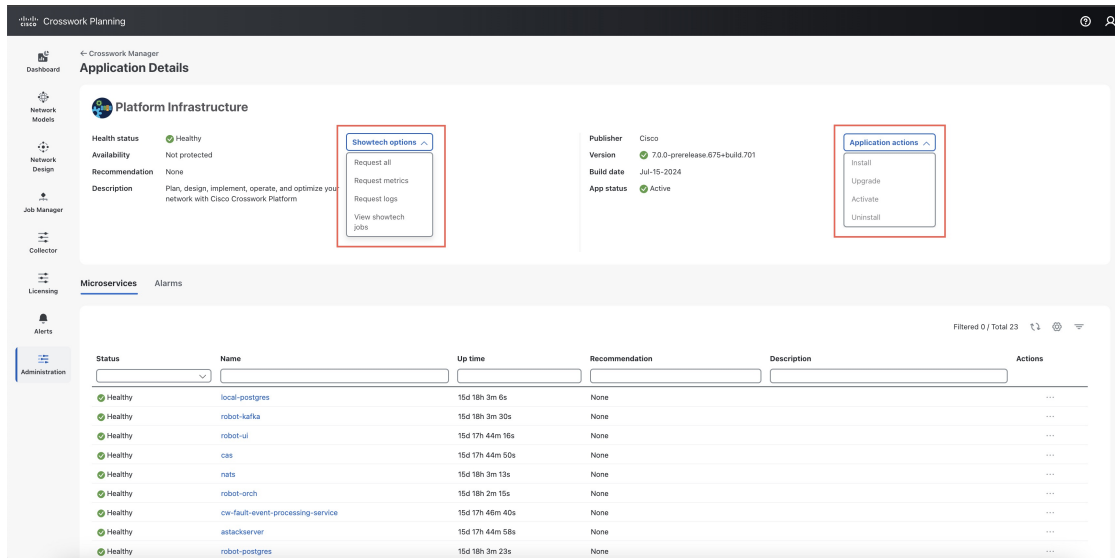 cisco Crosswork Planning
← Crosswork Manager
Application Details
Dashboard
Network
Models
Network
Design
Job Manager
Collector
Licensing
Alerts
Administration
Platform Infrastructure
Health status Healthy
Availability Not protected
Recommendation None
Description Plan, design, implement, operate, and optimize your
network with Cisco Crosswork Platform
Showtech options
Request all
Request metrics
Request logs
View showtech
jobs
Publisher Cisco
Version 7.0.0-prerelease.675+build.701
Build date Jul-15-2024
App status Active
Application actions
Install
Upgrade
Activate
Uninstall
Microservices Alarms
Filtered 0 / Total 23
Status Name Up time Recommendation Description Actions
Healthy local-postgres 15d 18h 3m 6s None ...
Healthy robot-kafka 15d 18h 3m 30s None ...
Healthy robot-ui 15d 17h 44m 16s None ...
Healthy cas 15d 17h 44m 50s None ...
Healthy nats 15d 18h 3m 13s None ...
Healthy robot-orch 15d 18h 2m 15s None ...
Healthy cw-fault-event-processing-service 15d 17h 46m 40s None ...
Healthy astackserver 15d 17h 44m 58s None ...
Healthy robot-postgres 15d 18h 3m 23s None ...